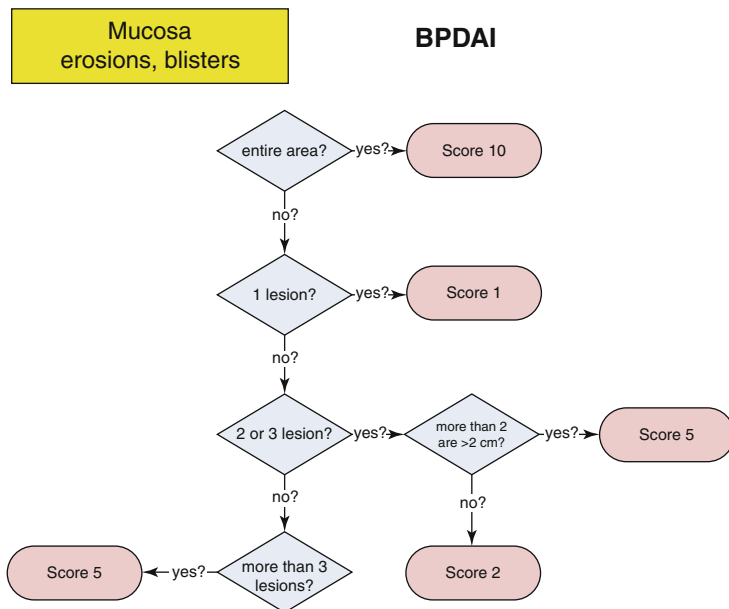 Mucosa
erosions, blisters
BPDAI
entire area?
yes?
Score 10
no?
1 lesion?
yes?
Score 1
no?
2 or 3 lesion?
yes?
more than 2
are >2 cm?
yes?
Score 5
no?
no?
Score 5
yes?
more than 3
lesions?
Score 2